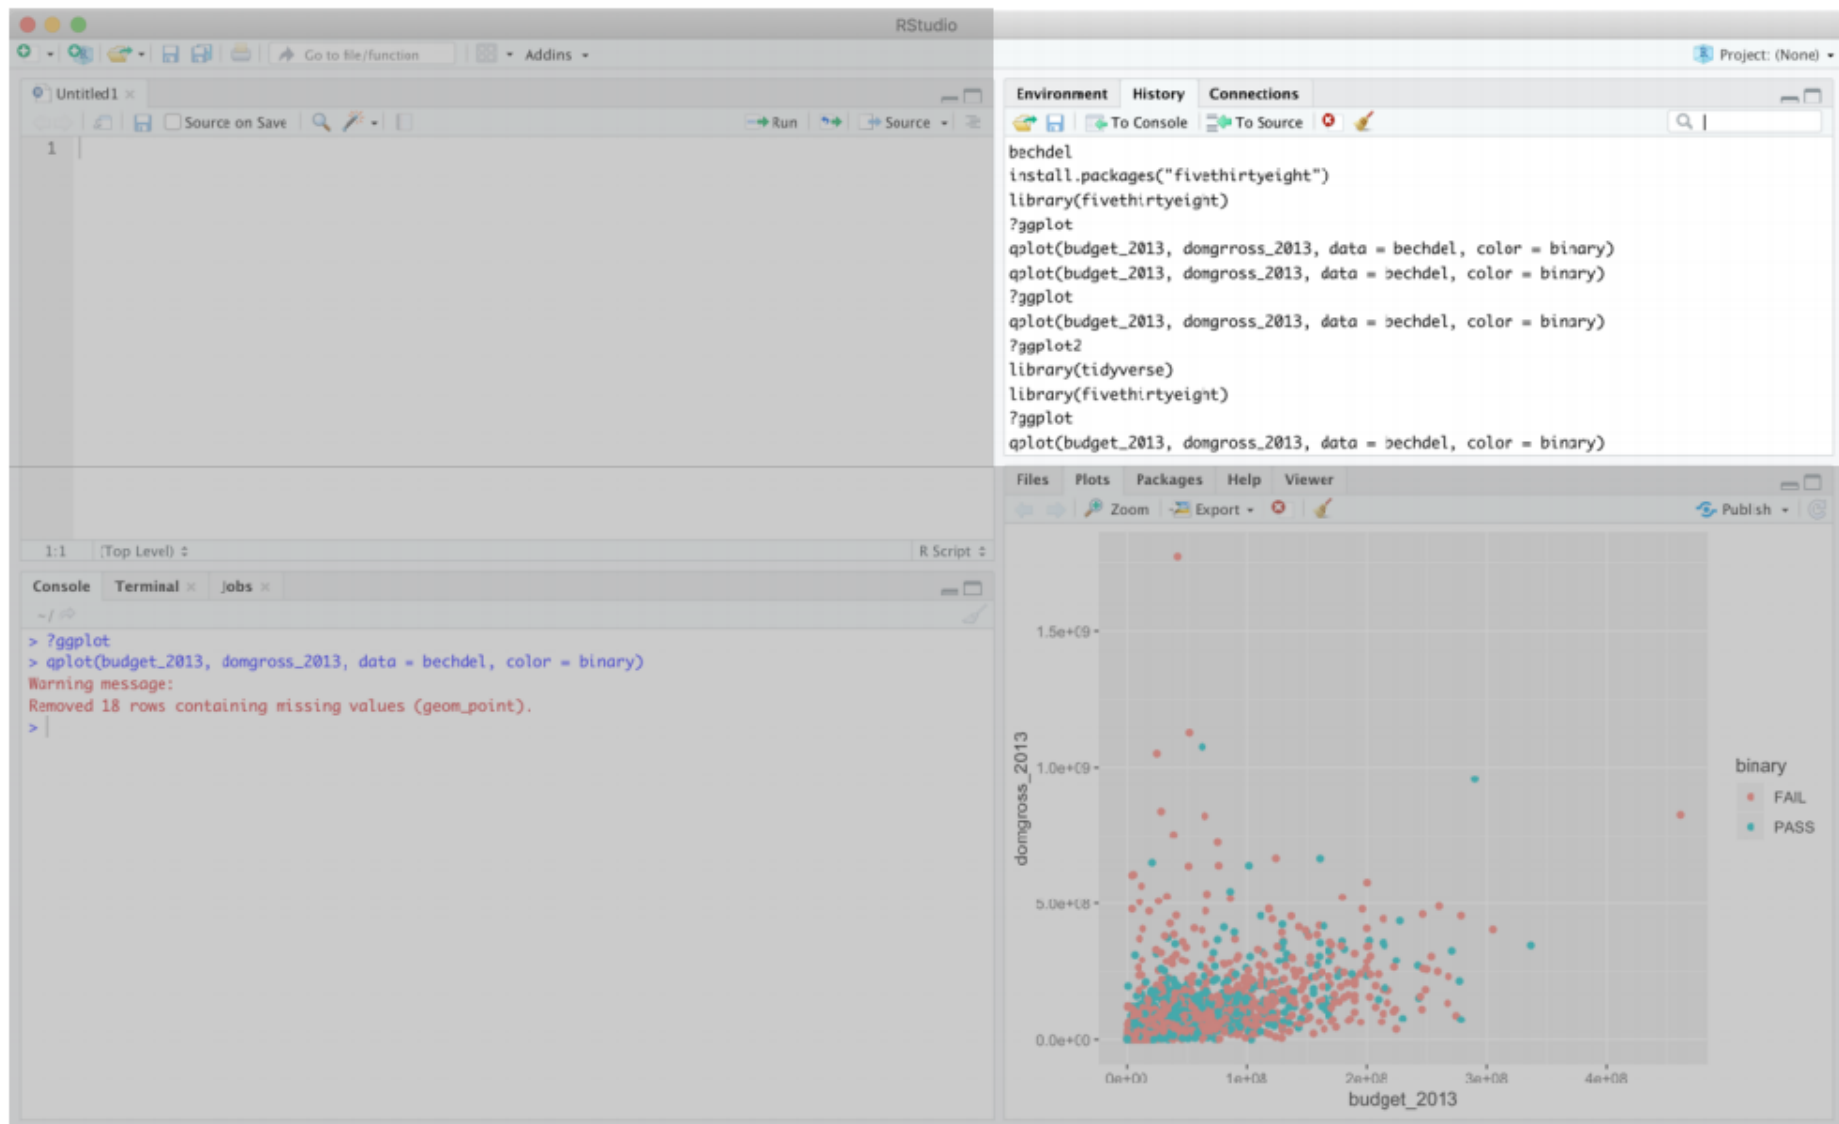 RStudio
Go to file/function
Addins
Project: (None)
Untitled1
Source on Save
Run
Source
1
1:1
(Top Level)
R Script
Environment
History
Connections
To Console
To Source
bechdel
install.packages("fivethirtyeight")
library(fivethirtyeight)
?ggplot
qplot(budget_2013, domgrross_2013, data = bechdel, color = binary)
qplot(budget_2013, domgross_2013, data = bechdel, color = binary)
?ggplot
qplot(budget_2013, domgross_2013, data = bechdel, color = binary)
?ggplot2
library(tidyverse)
library(fivethirtyeight)
?ggplot
qplot(budget_2013, domgross_2013, data = bechdel, color = binary)
Console
Terminal
Jobs
~/
> ?ggplot
> qplot(budget_2013, domgross_2013, data = bechdel, color = binary)
Warning message:
Removed 18 rows containing missing values (geom_point).
>
Files
Plots
Packages
Help
Viewer
Zoom
Export
Publish
1.5e+09
1.0e+09
5.0e+08
0.0e+00
domgross_2013
0e+00
1e+08
2e+08
3e+08
4e+08
budget_2013
binary
FAIL
PASS